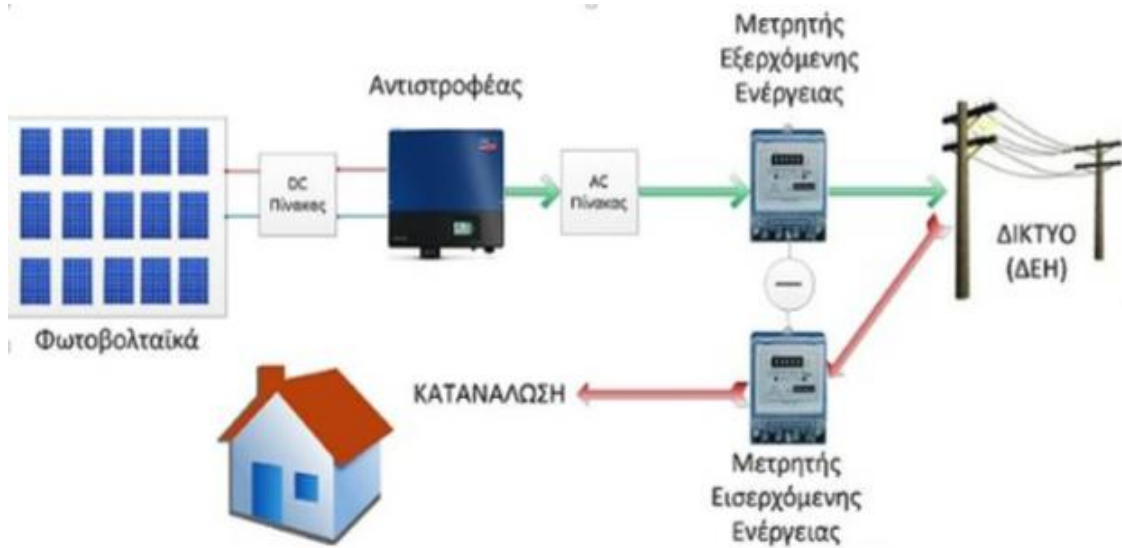 Μετρητής
Εξερχόμενης
Ενέργειας
Αντιστροφέας
DC
Πίνακας
AC
Πίνακας
ΔΙΚΤΥΟ
(ΔΕΗ)
Φωτοβολταϊκά
ΚΑΤΑΝΑΛΩΣΗ
Μετρητής
Εισερχόμενης
Ενέργειας